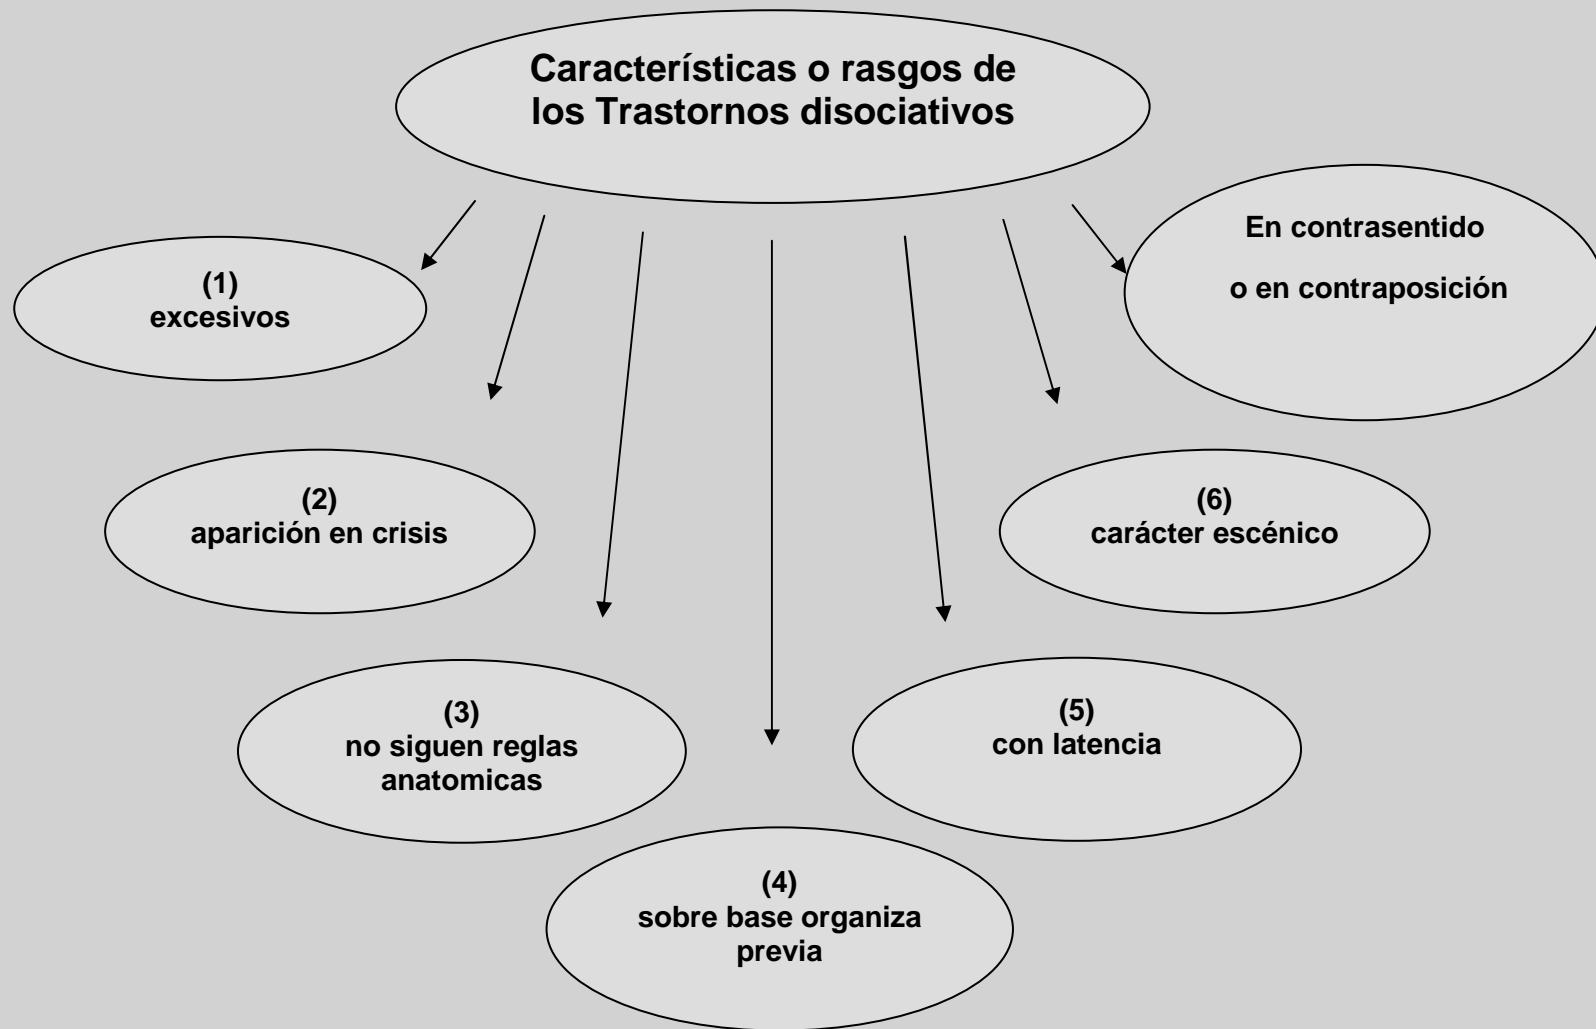 Característícas o rasgos de
los Trastornos disociativos
(1)
excesivos
(2)
aparición en crisis
(3)
no siguen reglas
anatomicas
(4)
sobre base organiza
previa
(5)
con latencia
(6)
carácter escénico
En contrasentido
o en contraposición